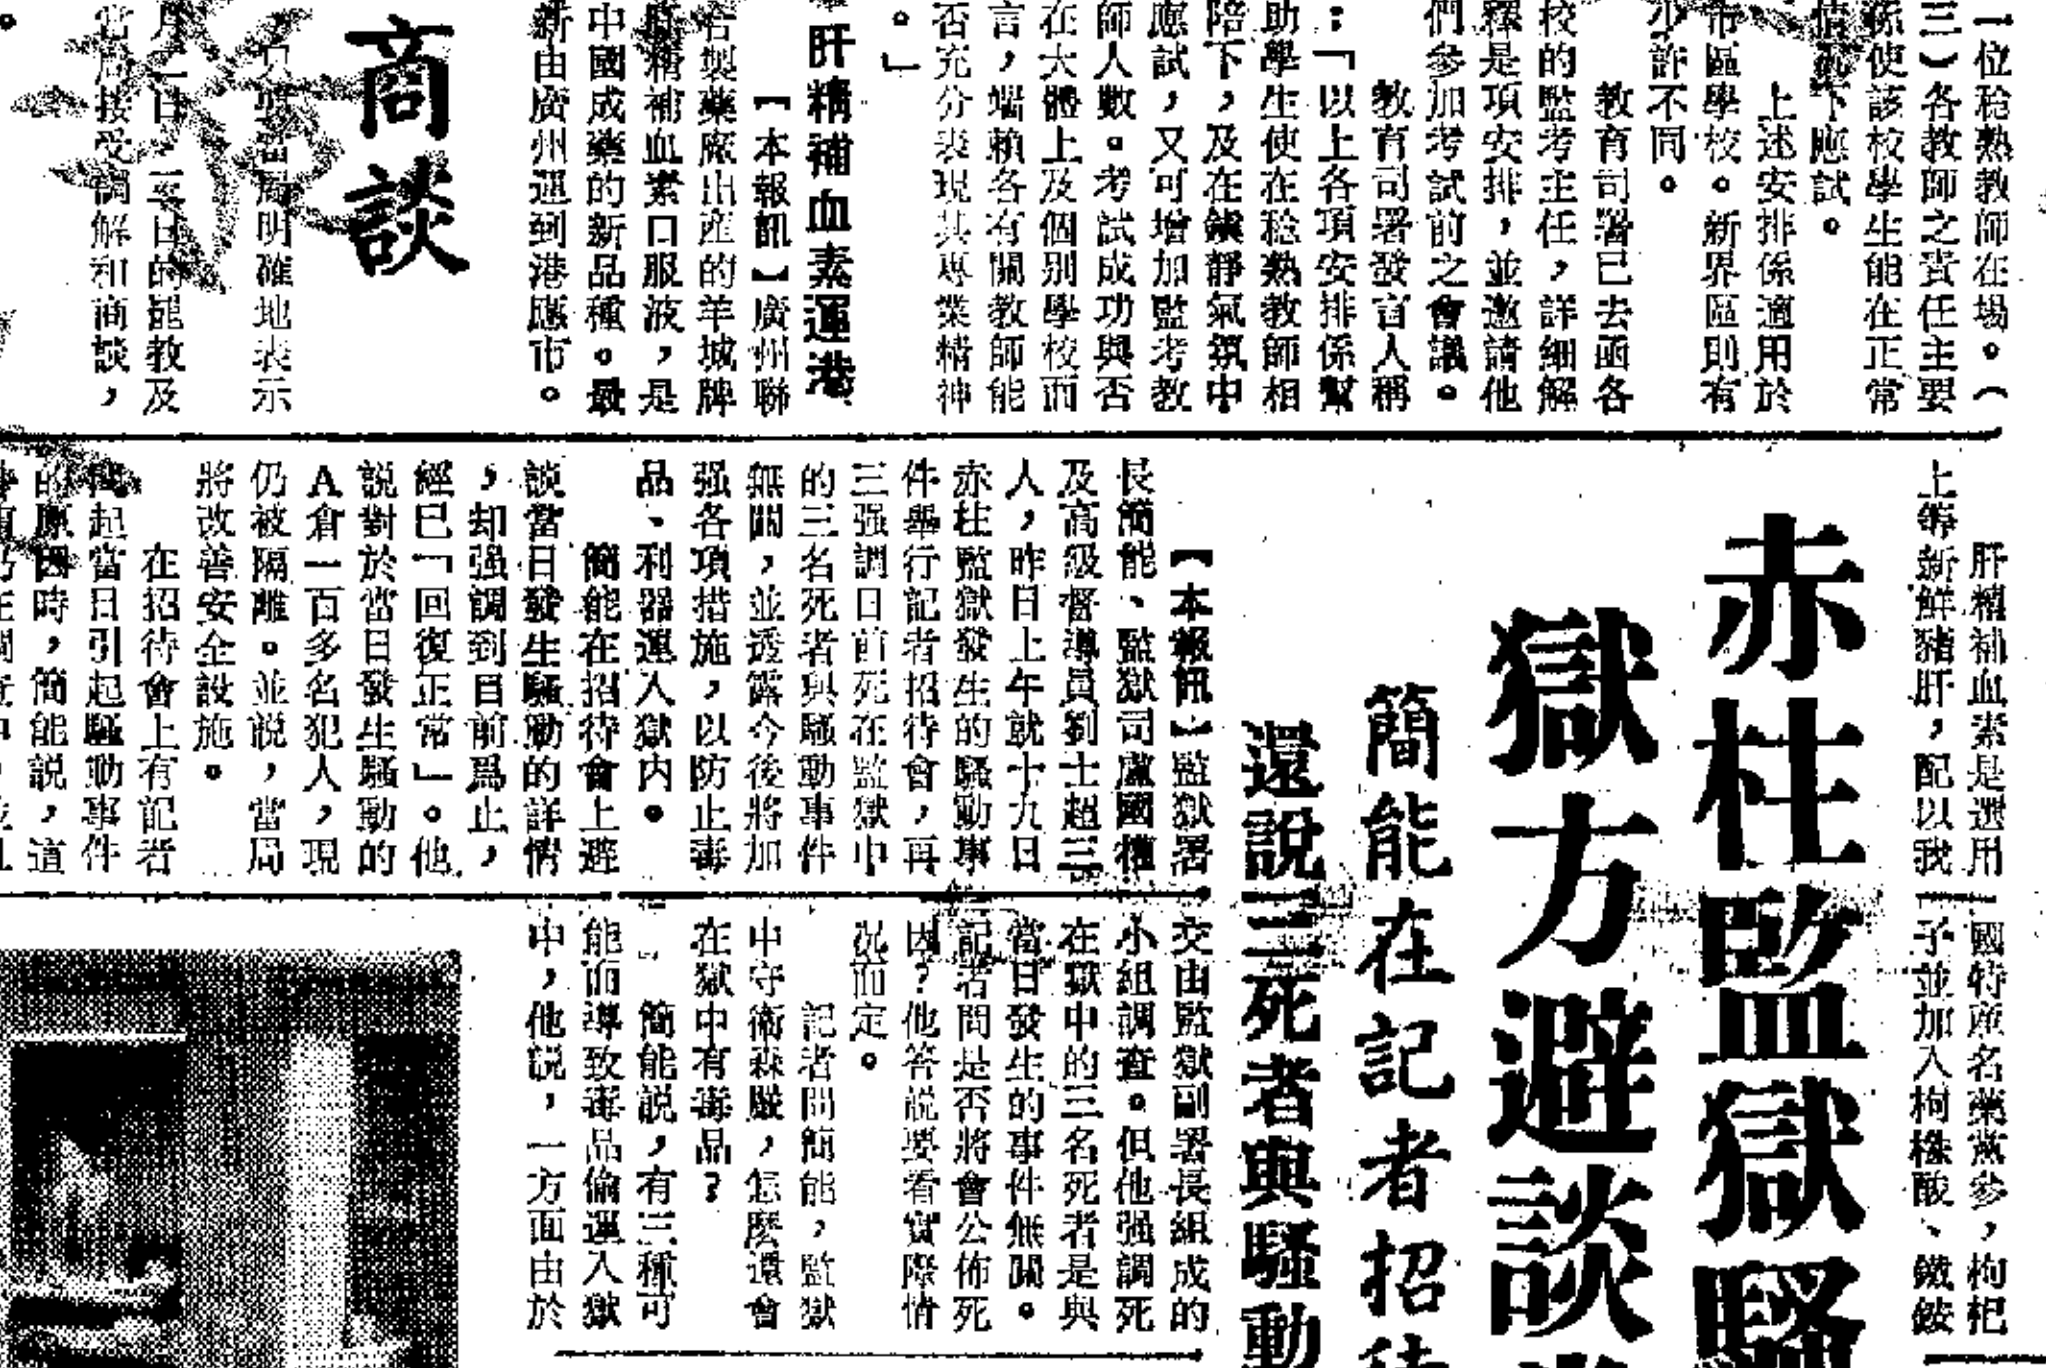 一位稔熟教師在場。（
三）各教師之責任主要
係使該校學生能在正常
情況下應試。
上述安排係適用於
市區學校。新界區則有
少許不同。
教育司署已去函各
校的監考主任，詳細解
釋是項安排，並邀請他
們參加考試前之會議。
教育司署發言人稱
：「以上各項安排係幫
助學生使在稔熟教師相
陪下，及在鎮靜氣氛中
應試，又可增加監考教
師人數。考試成功與否
在大體上及個別學校而
言，端賴各有關教師能
否充分表現其專業精神
。」
肝精補血素運港
【本報訊】廣州聯
合製藥廠出產的羊城牌
肝精補血素口服液，是
中國成藥的新品種。最
新由廣州運到港應市。
肝精補血素是選用
上等新鮮豬肝，配以我
國特產名藥黨參，枸杞
子並加入枸櫞酸、鐵銨
商談
當局明確地表示
月一日、二日的罷教及
當局接受調解和商談，
赤柱監獄騷
獄方避談當
簡能在記者招待
還說三死者與騷動
【本報訊】監獄署
長簡能、監獄司盧國權
及高級督導員劉士超三
人，昨日上午就十九日
赤柱監獄發生的騷動事
件舉行記者招待會，再
三强調日前死在監獄中
的三名死者與騷動事件
無關，並透露今後將加
强各項措施，以防止毒
品、利器運入獄內。
簡能在招待會上避
談當日發生騷動的詳情
，却强調到目前爲止，
經已「回復正常」。他
説對於當日發生騷動的
A倉一百多名犯人，現
仍被隔離。並説，當局
將改善安全設施。
在招待會上有記者
問起當日引起騷動事件
的原因時，簡能説，這
交由監獄副署長組成的
小組調查。但他强調死
在獄中的三名死者是與
當日發生的事件無關。
記者問是否將會公佈死
因？他答説要看實際情
況而定。
記者問簡能，監獄
中守衛森嚴，怎麽還會
在獄中有毒品？
簡能説，有三種可
能而導致毒品偷運入獄
中，他説，一方面由於